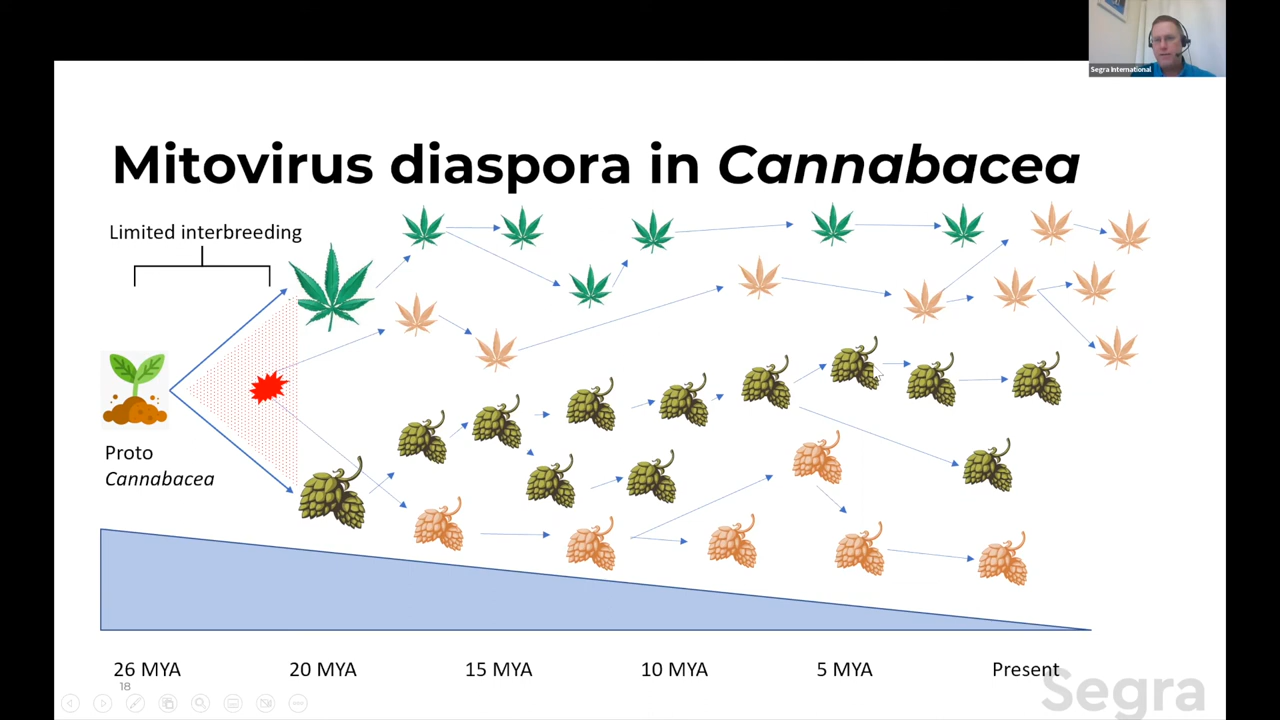 Segra International
Mitovirus diaspora in Cannabacea
Limited interbreeding
Proto
Cannabacea
26 MYA
20 MYA
15 MYA
10 MYA
5 MYA
Present
18
Segra